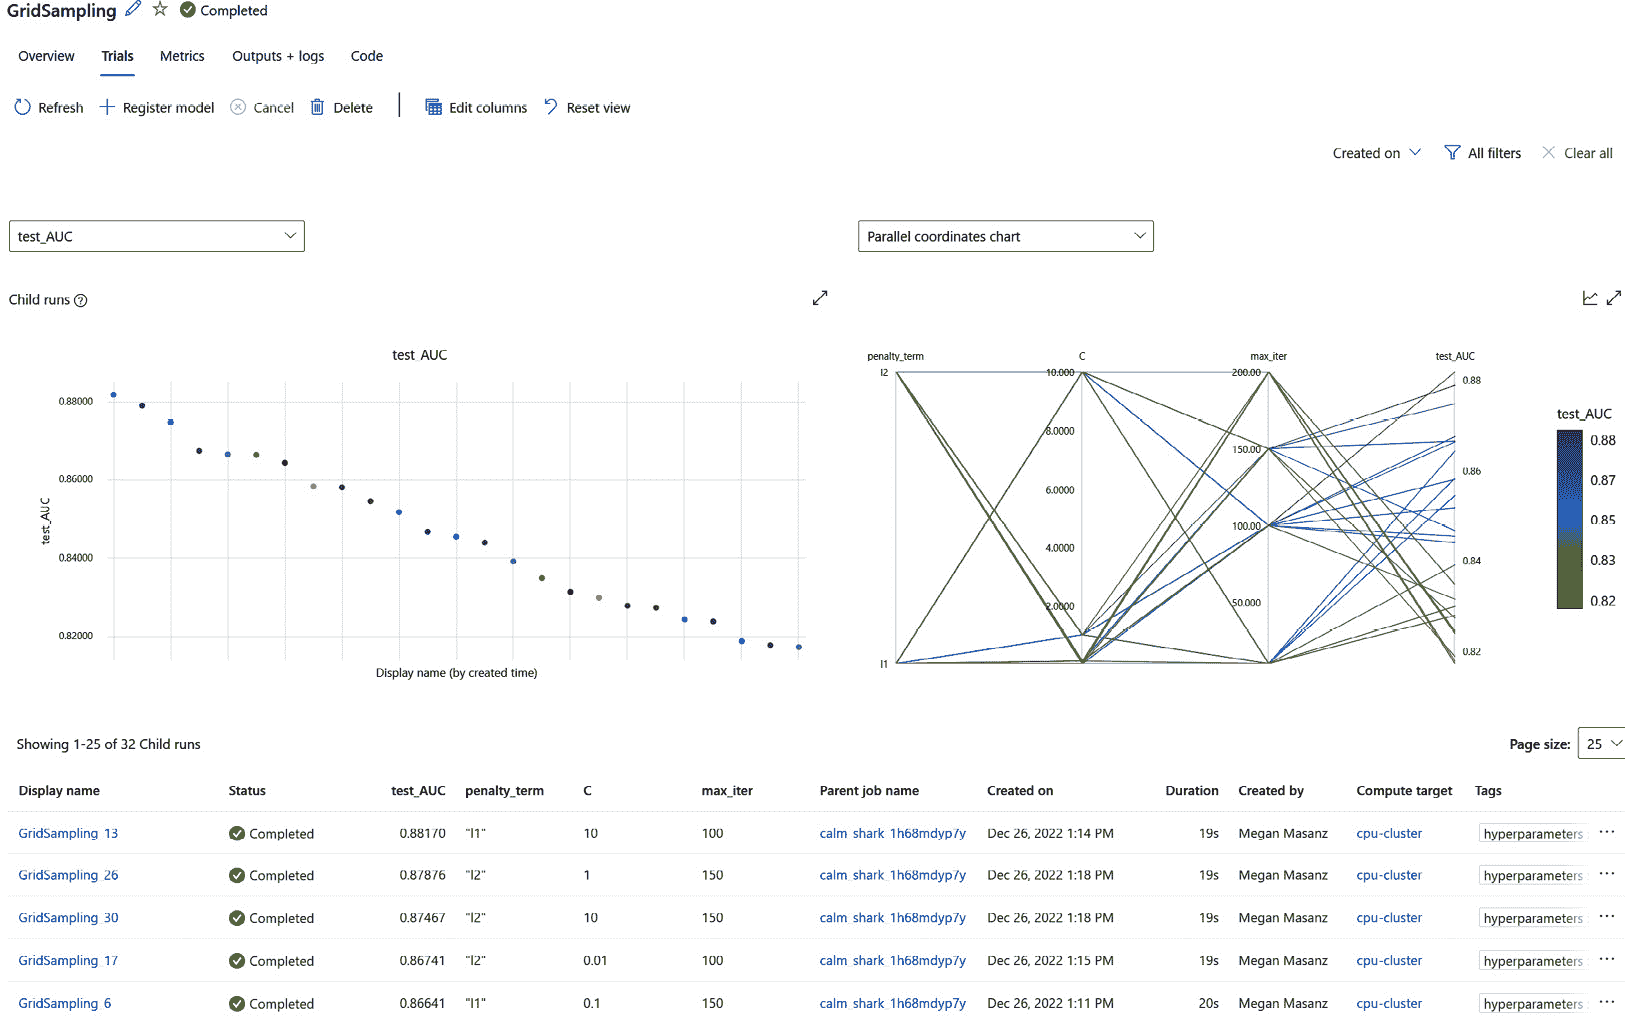 GridSampling Completed
Overview Trials Metrics Outputs + logs Code
Refresh Register model Cancel Delete Edit columns Reset view
Created on All filters Clear all
test_AUC Parallel coordinates chart
Child runs
test_AUC
0.88000
0.86000
0.84000
0.82000
test_AUC
Display name (by created time)
penalty_term C max_iter test_AUC
l2
l1
10.000
8.0000
6.0000
4.0000
2.0000
200.00
150.00
100.00
50.000
0.88
0.86
0.84
0.82
test_AUC
0.88
0.87
0.85
0.83
0.82
Showing 1-25 of 32 Child runs Page size: 25
Display name Status test_AUC penalty_term C max_iter Parent job name Created on Duration Created by Compute target Tags
GridSampling_13 Completed 0.88170 "l1" 10 100 calm_shark_1h68mdyp7y Dec 26, 2022 1:14 PM 19s Megan Masanz cpu-cluster hyperparameters :
GridSampling_26 Completed 0.87876 "l2" 1 150 calm_shark_1h68mdyp7y Dec 26, 2022 1:18 PM 19s Megan Masanz cpu-cluster hyperparameters :
GridSampling_30 Completed 0.87467 "l2" 10 150 calm_shark_1h68mdyp7y Dec 26, 2022 1:18 PM 19s Megan Masanz cpu-cluster hyperparameters :
GridSampling_17 Completed 0.86741 "l2" 0.01 100 calm_shark_1h68mdyp7y Dec 26, 2022 1:15 PM 19s Megan Masanz cpu-cluster hyperparameters :
GridSampling_6 Completed 0.86641 "l1" 0.1 150 calm_shark_1h68mdyp7y Dec 26, 2022 1:11 PM 20s Megan Masanz cpu-cluster hyperparameters :